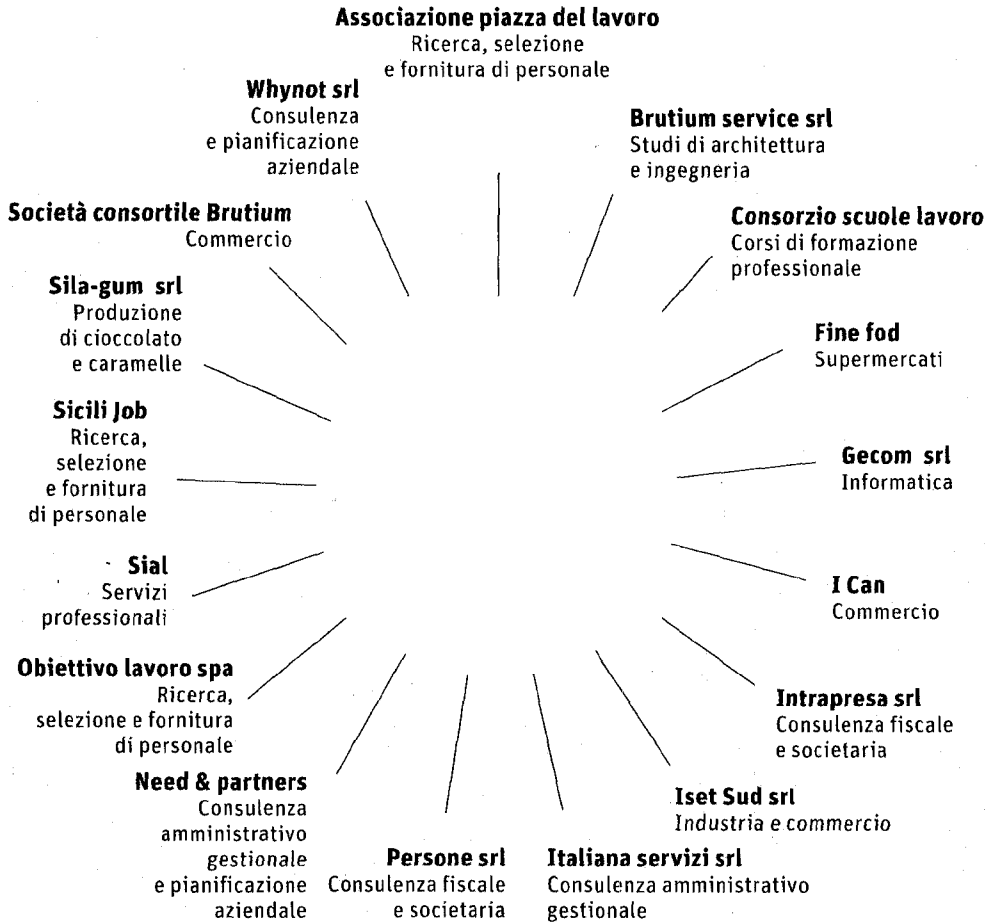 Associazione piazza del lavoro
Ricerca, selezione
e fornitura di personale
Whynot srl
Consulenza
e pianificazione
aziendale
Brutium service srl
Studi di architettura
e ingegneria
Società consortile Brutium
Commercio
Consorzio scuole lavoro
Corsi di formazione
professionale
Sila-gum srl
Produzione
di cioccolato
e caramelle
Fine fod
Supermercati
Sicili Job
Ricerca,
selezione
e fornitura
di personale
Gecom srl
Informatica
Sial
Servizi
professionali
I Can
Commercio
Obiettivo lavoro spa
Ricerca,
selezione e fornitura
di personale
Intrapresa srl
Consulenza fiscale
e societaria
Need & partners
Consulenza
amministrativo
gestionale
e pianificazione
aziendale
Persone srl
Consulenza fiscale
e societaria
Italiana servizi srl
Consulenza amministrativo
gestionale
Iset Sud srl
Industria e commercio